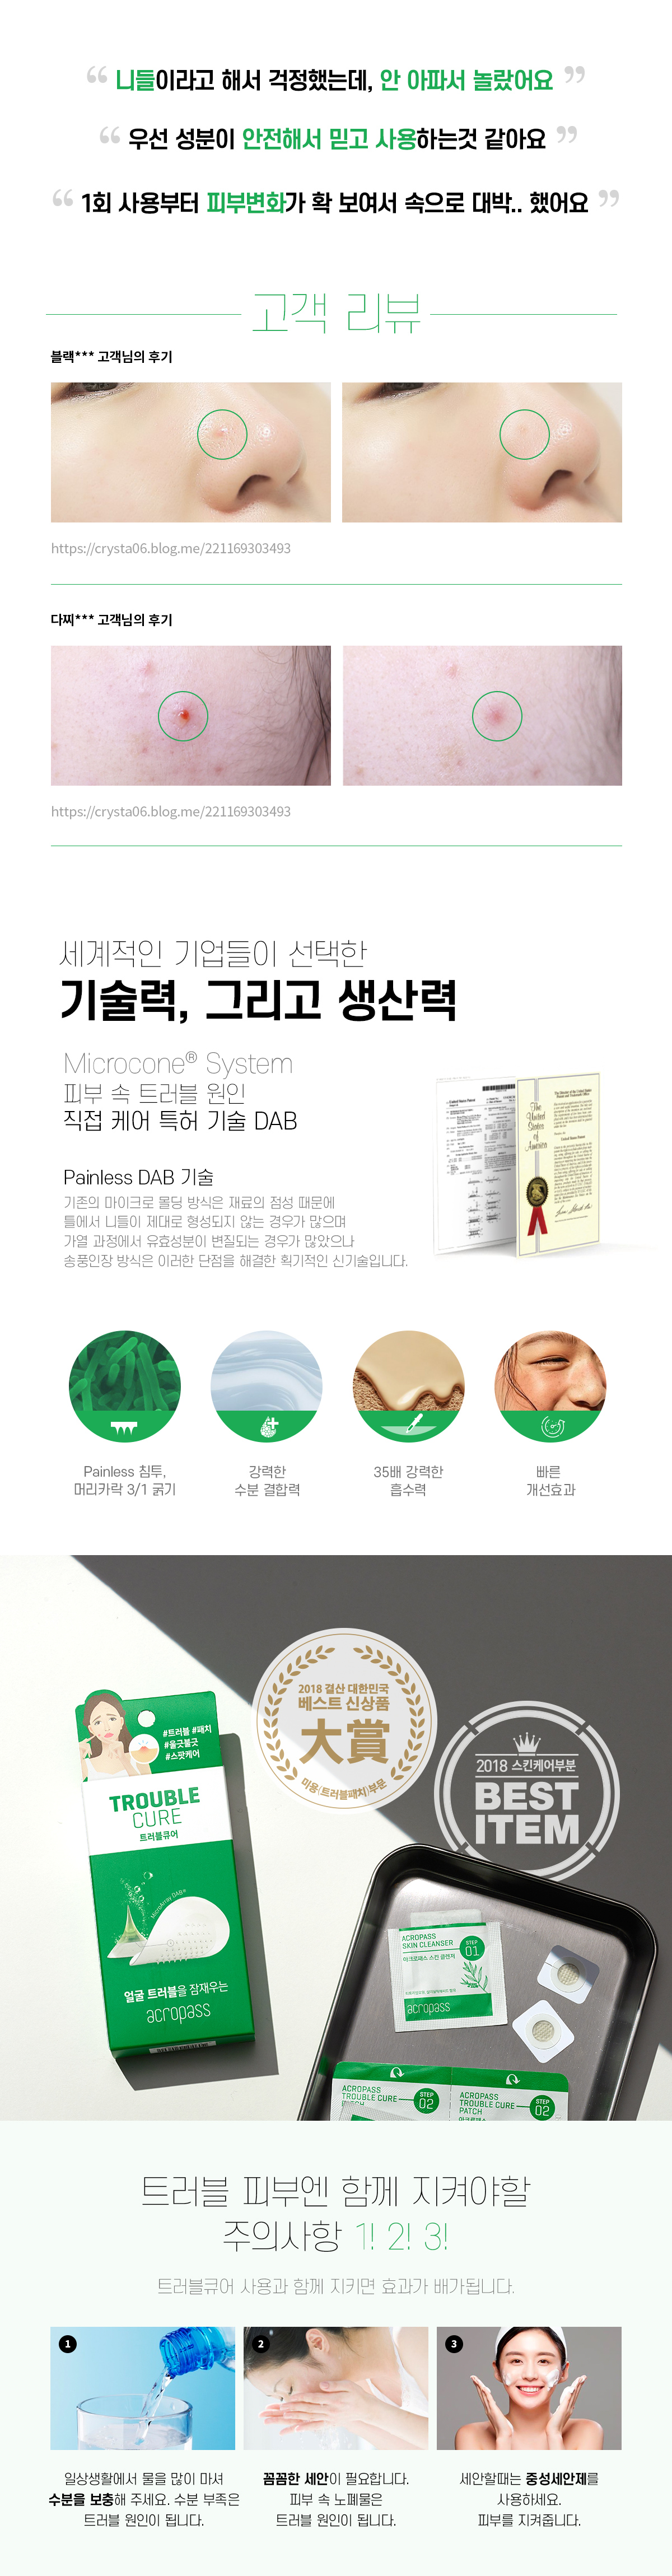 “ 니들이라고 해서 걱정했는데, 안 아파서 놀랐어요 ”
“ 우선 성분이 안전해서 믿고 사용하는것 같아요 ”
“ 1회 사용부터 피부변화가 확 보여서 속으로 대박.. 했어요 ”
고객 리뷰
블랙*** 고객님의 후기
https://crysta06.blog.me/221169303493
다찌*** 고객님의 후기
https://crysta06.blog.me/221169303493
세계적인 기업들이 선택한
기술력, 그리고 생산력
Microcone® System
피부 속 트러블 원인
직접 케어 특허 기술 DAB
Painless DAB 기술
기존의 마이크로 몰딩 방식은 재료의 점성 때문에
틀에서 니들이 제대로 형성되지 않는 경우가 많으며
가열 과정에서 유효성분이 변질되는 경우가 많았으나
송풍인장 방식은 이러한 단점을 해결한 획기적인 신기술입니다.
The
United
States
of
America
Painless 침투,
머리카락 3/1 굵기
강력한
수분 결합력
35배 강력한
흡수력
빠른
개선효과
2018 결산 대한민국
베스트 신상품
大賞
미용(트러블패치)부문
2018 스킨케어부분
BEST
ITEM
#트러블 #패치
#울긋불긋
#스팟케어
TROUBLE
CURE
트러블큐어
MicroArray DAB®
얼굴 트러블을 잠재우는
acropass
ACROPASS
SKIN CLEANSER
아크로패스 스킨 클렌저
STEP
01
acropass
ACROPASS
TROUBLE CURE
PATCH
STEP
02
ACROPASS
TROUBLE CURE
PATCH
STEP
02
트러블 피부엔 함께 지켜야할
주의사항 1! 2! 3!
트러블큐어 사용과 함께 지키면 효과가 배가됩니다.
1
2
3
일상생활에서 물을 많이 마셔
수분을 보충해 주세요. 수분 부족은
트러블 원인이 됩니다.
꼼꼼한 세안이 필요합니다.
피부 속 노폐물은
트러블 원인이 됩니다.
세안할때는 중성세안제를
사용하세요.
피부를 지켜줍니다.